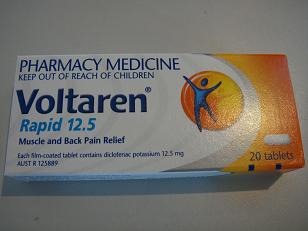 PHARMACY MEDICINE
KEEP OUT OF REACH OF CHILDREN
Voltaren®
Rapid 12.5
Muscle and Back Pain Relief
Each film-coated tablet contains diclofenac potassium 12.5 mg
AUST R 125889
20 tablets